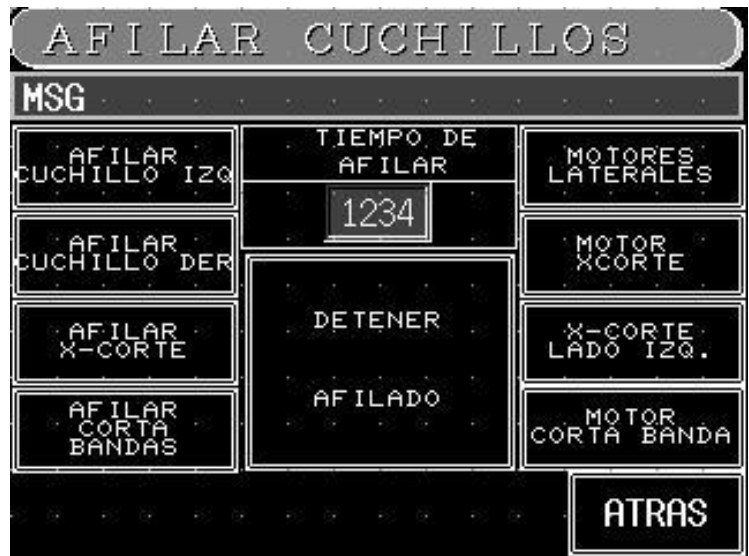 AFILAR CUCHILLOS
MSG
AFILAR
CUCHILLO IZQ
TIEMPO DE
AFILAR
1234
MOTORES
LATERALES
AFILAR
CUCHILLO DER
MOTOR
XCORTE
DETENER
AFILADO
AFILAR
X-CORTE
X-CORTE
LADO IZQ.
AFILAR
CORTA
BANDAS
MOTOR
CORTA BANDA
ATRAS